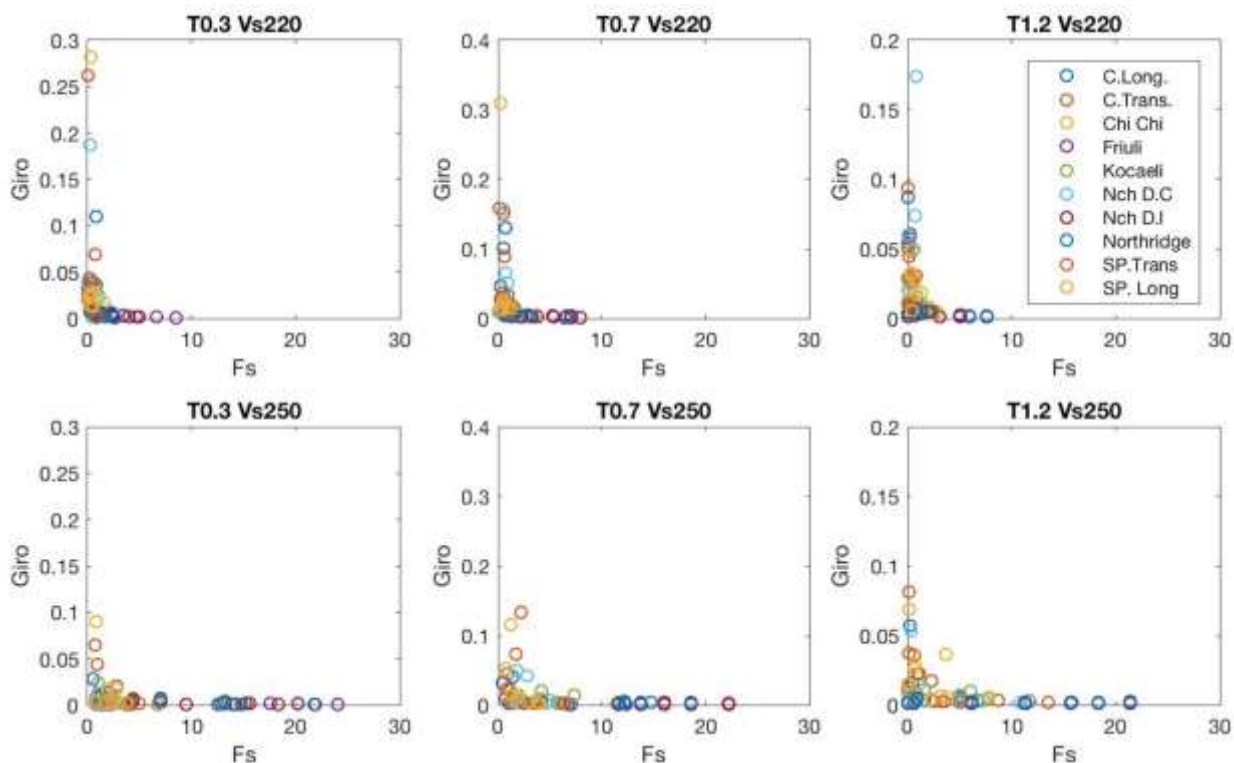 T0.3 Vs220
0.3
0.25
0.2
0.15
0.1
0.05
0
Giro
0 10 20 30
Fs
T0.7 Vs220
0.4
0.3
0.2
0.1
0
Giro
0 10 20 30
Fs
T1.2 Vs220
0.2
0.15
0.1
0.05
0
Giro
0 10 20 30
Fs
C.Long.
C.Trans.
Chi Chi
Friuli
Kocaeli
Nch D.C
Nch D.I
Northridge
SP.Trans
SP. Long
T0.3 Vs250
0.3
0.25
0.2
0.15
0.1
0.05
0
Giro
0 10 20 30
Fs
T0.7 Vs250
0.4
0.3
0.2
0.1
0
Giro
0 10 20 30
Fs
T1.2 Vs250
0.2
0.15
0.1
0.05
0
Giro
0 10 20 30
Fs